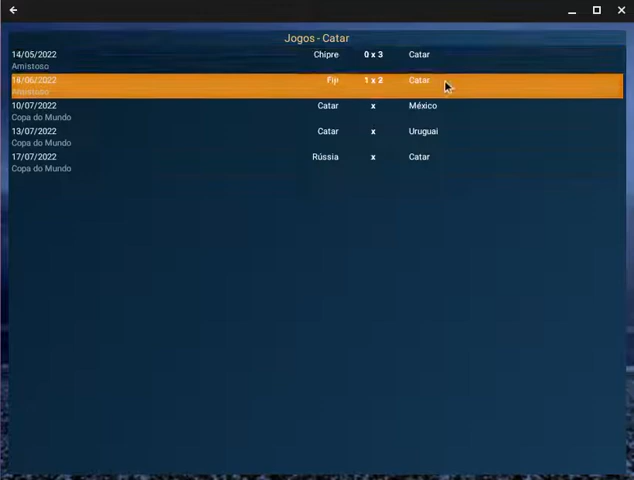 Jogos - Catar
14/05/2022 Chipre 0 x 3 Catar
Amistoso
18/06/2022 Fiji 1 x 2 Catar
Amistoso
10/07/2022 Catar x México
Copa do Mundo
13/07/2022 Catar x Uruguai
Copa do Mundo
17/07/2022 Rússia x Catar
Copa do Mundo